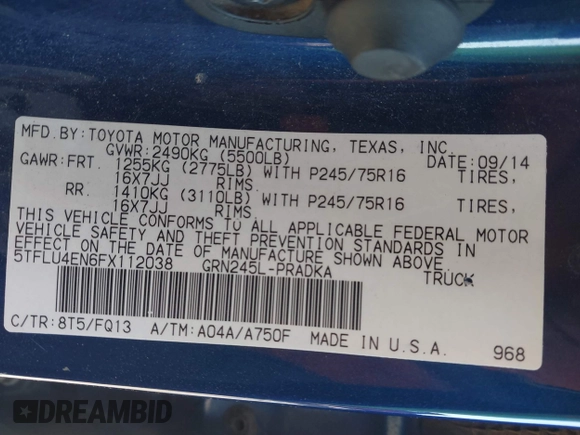 MFD.BY:TOYOTA MOTOR MANUFACTURING, TEXAS, INC.
GVWR:2490KG (5500LB) DATE:09/14
GAWR:FRT. 1255KG (2775LB) WITH P245/75R16 TIRES,
16X7JJ RIMS
RR. 1410KG (3110LB) WITH P245/75R16 TIRES,
16X7JJ RIMS.
THIS VEHICLE CONFORMS TO ALL APPLICABLE FEDERAL MOTOR
VEHICLE SAFETY AND THEFT PREVENTION STANDARDS IN
EFFECT ON THE DATE OF MANUFACTURE SHOWN ABOVE.
5TFLU4EN6FX112038 GRN245L-PRADKA TRUCK
C/TR:8T5/FQ13 A/TM:A04A/A750F MADE IN U.S.A. 968
DREAMBID